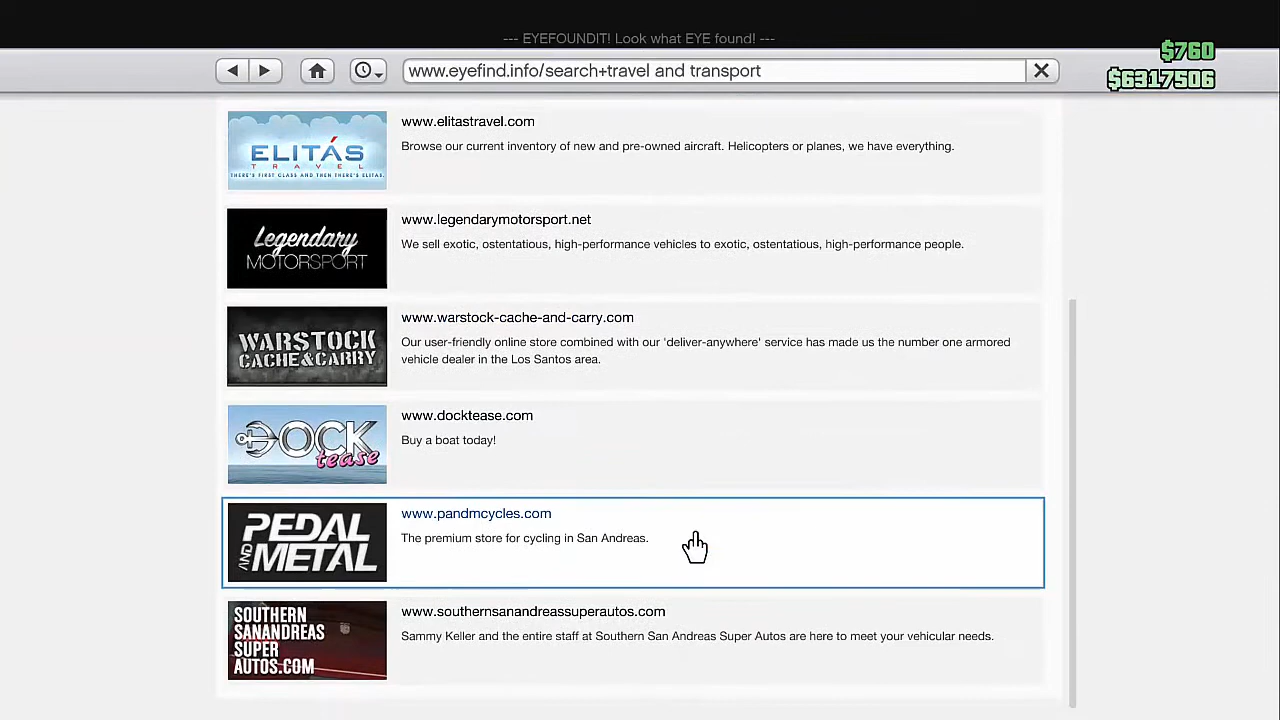 --- EYEFOUNDIT! Look what EYE found! ---
$760
www.eyefind.info/search+travel and transport
$6317506
ELITÁS
TRAVEL
THERE'S FIRST CLASS AND THEN THERE'S ELITAS.
www.elitastravel.com
Browse our current inventory of new and pre-owned aircraft. Helicopters or planes, we have everything.
Legendary
MOTORSPORT
www.legendarymotorsport.net
We sell exotic, ostentatious, high-performance vehicles to exotic, ostentatious, high-performance people.
WARSTOCK
CACHE&CARRY
www.warstock-cache-and-carry.com
Our user-friendly online store combined with our 'deliver-anywhere' service has made us the number one armored
vehicle dealer in the Los Santos area.
DOCK
tease
www.docktease.com
Buy a boat today!
PEDAL
AND METAL
www.pandmcycles.com
The premium store for cycling in San Andreas.
SOUTHERN
SANANDREAS
SUPER
AUTOS.COM
www.southernsanandreassuperautos.com
Sammy Keller and the entire staff at Southern San Andreas Super Autos are here to meet your vehicular needs.